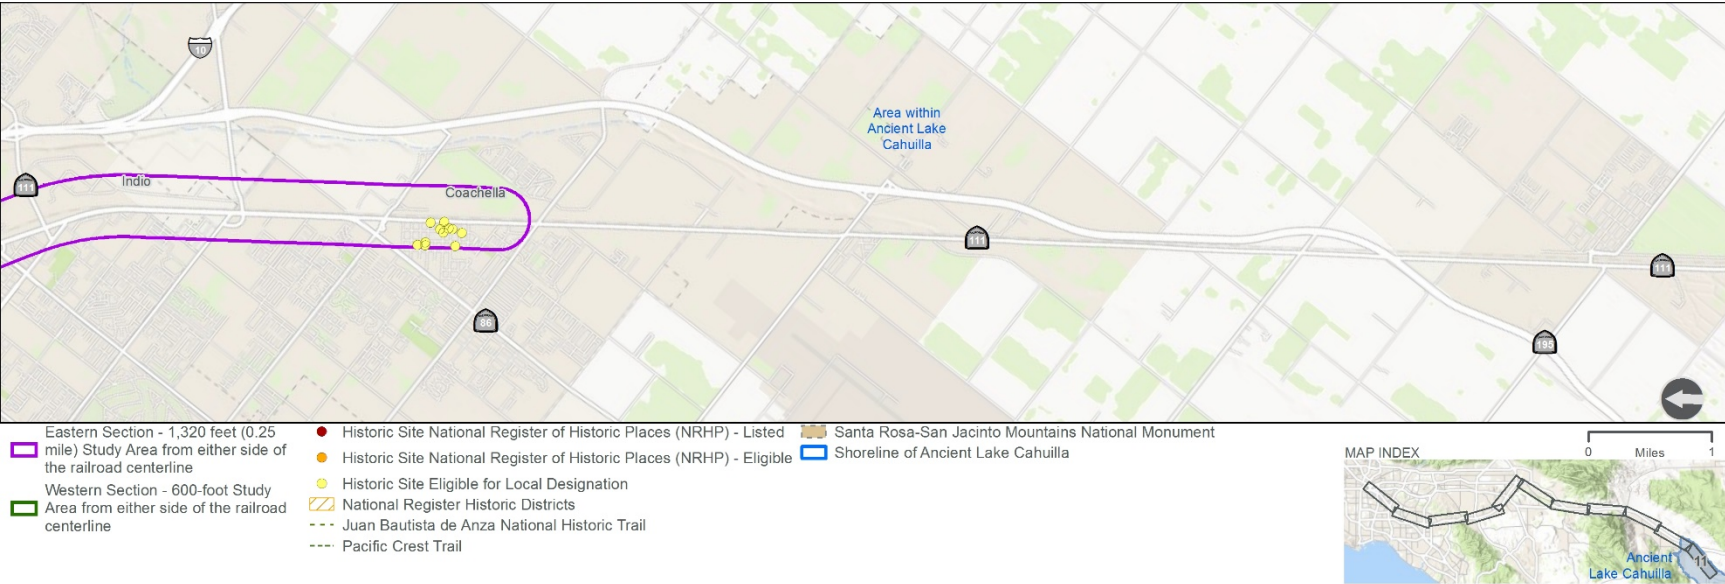 10
Area within
Ancient Lake
Cahuilla
111
Indio
Coachella
111
111
86
195
Eastern Section - 1,320 feet (0.25
mile) Study Area from either side of
the railroad centerline
Western Section - 600-foot Study
Area from either side of the railroad
centerline
Historic Site National Register of Historic Places (NRHP) - Listed
Historic Site National Register of Historic Places (NRHP) - Eligible
Historic Site Eligible for Local Designation
National Register Historic Districts
Juan Bautista de Anza National Historic Trail
Pacific Crest Trail
Santa Rosa-San Jacinto Mountains National Monument
Shoreline of Ancient Lake Cahuilla
0 Miles 1
MAP INDEX
11
Ancient
Lake Cahuilla